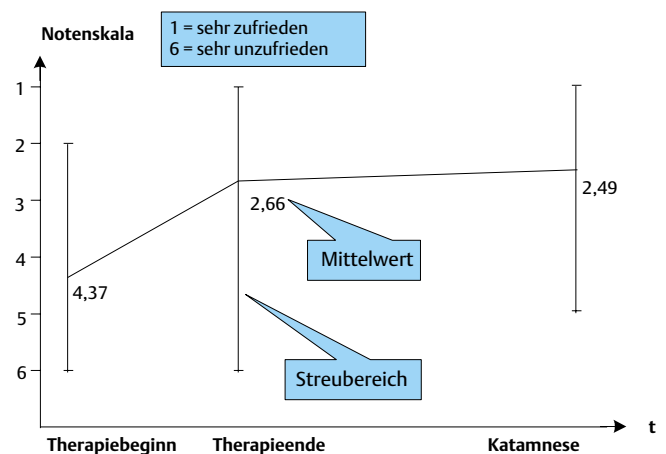 Notenskala
1 = sehr zufrieden
6 = sehr unzufrieden
1
2
3
4
5
6
4,37
2,66
2,49
Mittelwert
Streubereich
t
Therapiebeginn
Therapieende
Katamnese